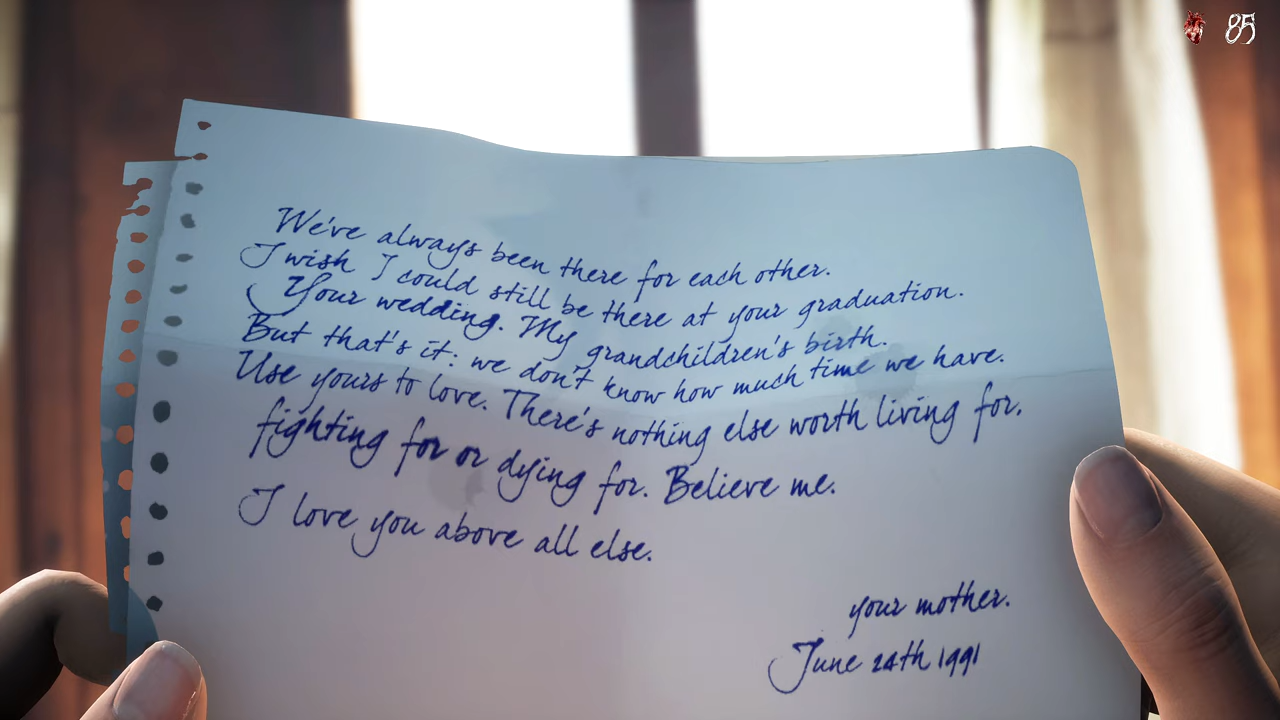 85
We've always been there for each other.
I wish I could still be there at your graduation.
Your wedding. My grandchildren's birth.
But that's it: we don't know how much time we have.
Use yours to love. There's nothing else worth living for.
fighting for or dying for. Believe me.
I love you above all else.
your mother.
June 24th 1991